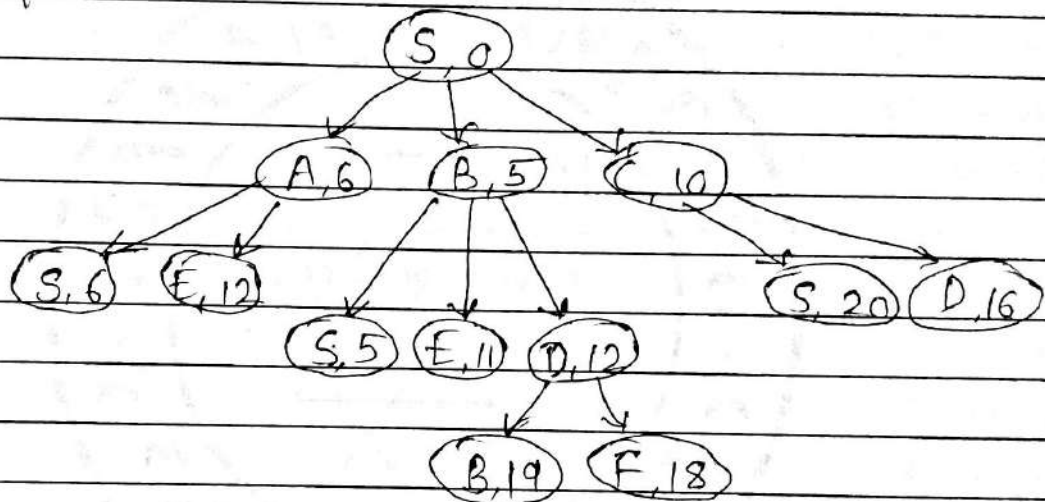 S, 0
A, 6 B, 5 C, 10
S, 6 E, 12 S, 20 D, 16
S, 5 E, 11 D, 12
B, 19 F, 18